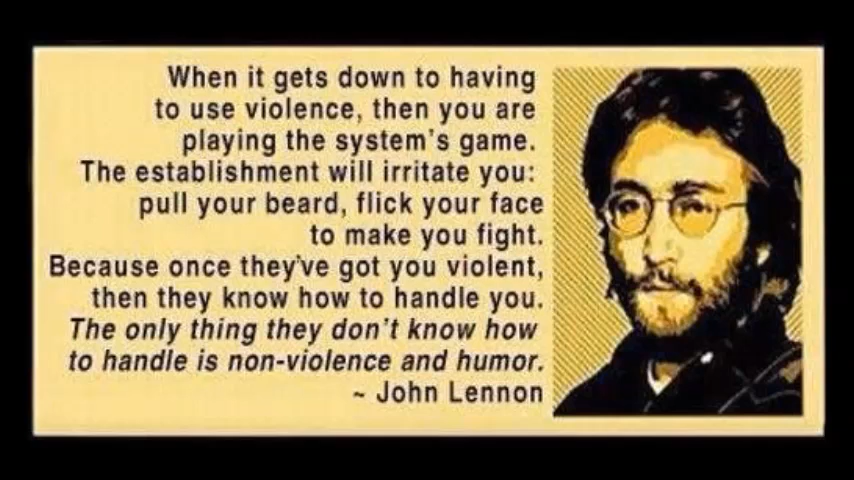 When it gets down to having
to use violence, then you are
playing the system's game.
The establishment will irritate you:
pull your beard, flick your face
to make you fight.
Because once they've got you violent,
then they know how to handle you.
The only thing they don't know how
to handle is non-violence and humor.
~ John Lennon